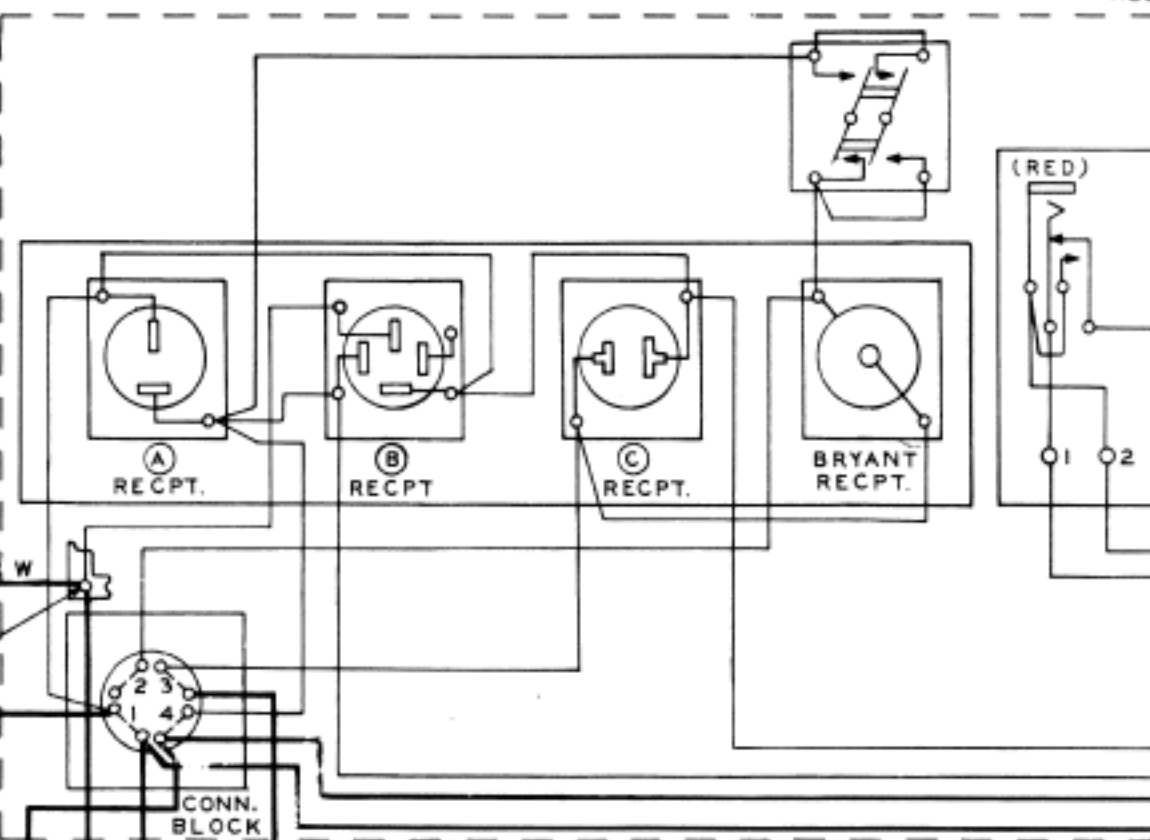 (RED)
A
RECPT.
B
RECPT
C
RECPT.
BRYANT
RECPT.
1
2
W
2 3
1 4
CONN.
BLOCK